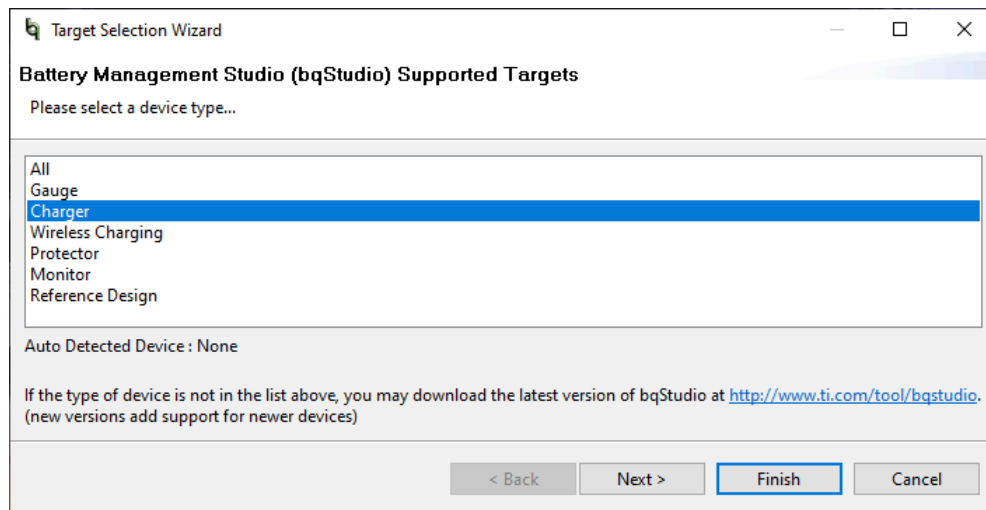 Target Selection Wizard
Battery Management Studio (bqStudio) Supported Targets
Please select a device type...
All
Gauge
Charger
Wireless Charging
Protector
Monitor
Reference Design
Auto Detected Device : None
If the type of device is not in the list above, you may download the latest version of bqStudio at http://www.ti.com/tool/bqstudio.
(new versions add support for newer devices)
< Back Next > Finish Cancel